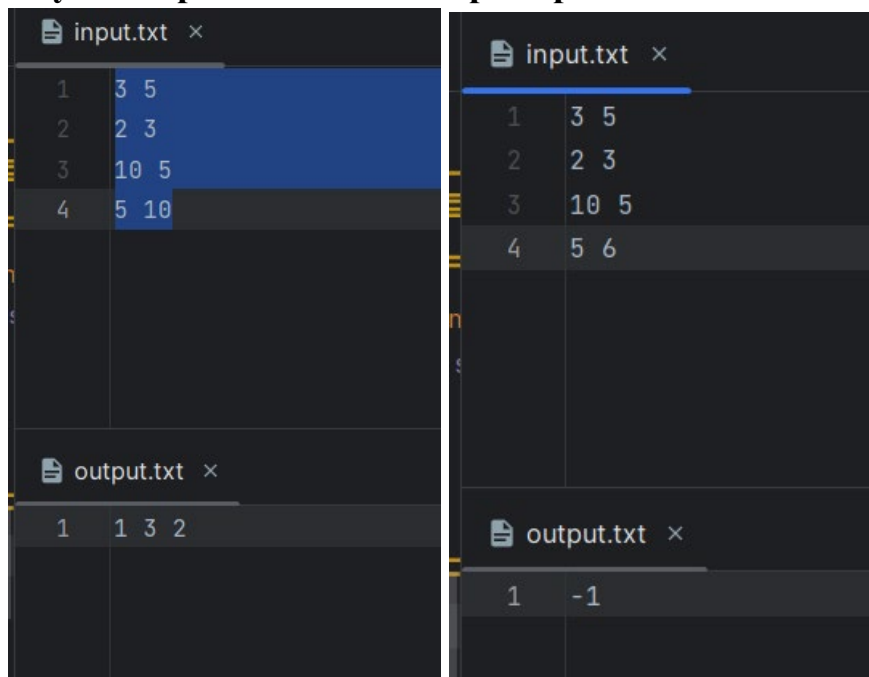 input.txt ×
1 3 5
2 2 3
3 10 5
4 5 10
output.txt ×
1 1 3 2
input.txt ×
1 3 5
2 2 3
3 10 5
4 5 6
output.txt ×
1 -1